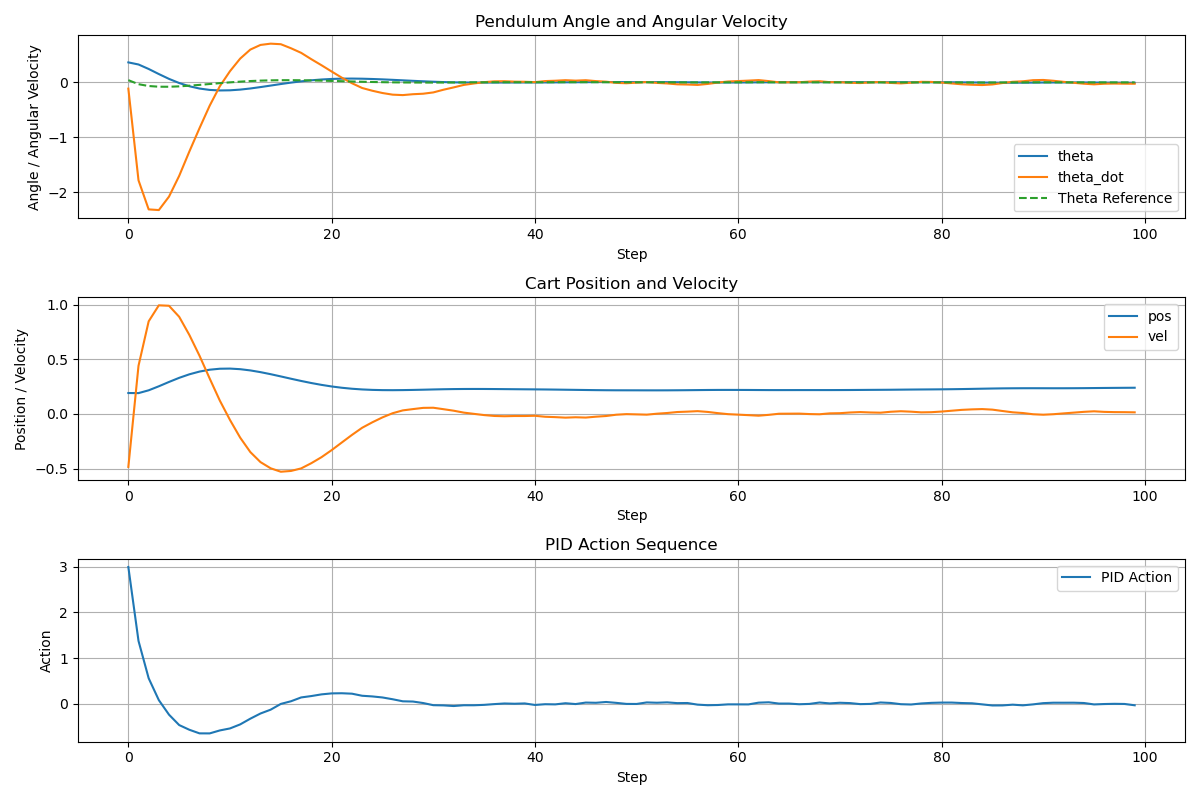 Pendulum Angle and Angular Velocity
Angle / Angular Velocity
0
−1
−2
theta
theta_dot
Theta Reference
0 20 40 60 80 100
Step
Cart Position and Velocity
Position / Velocity
1.0
0.5
0.0
−0.5
pos
vel
0 20 40 60 80 100
Step
PID Action Sequence
Action
3
2
1
0
PID Action
0 20 40 60 80 100
Step